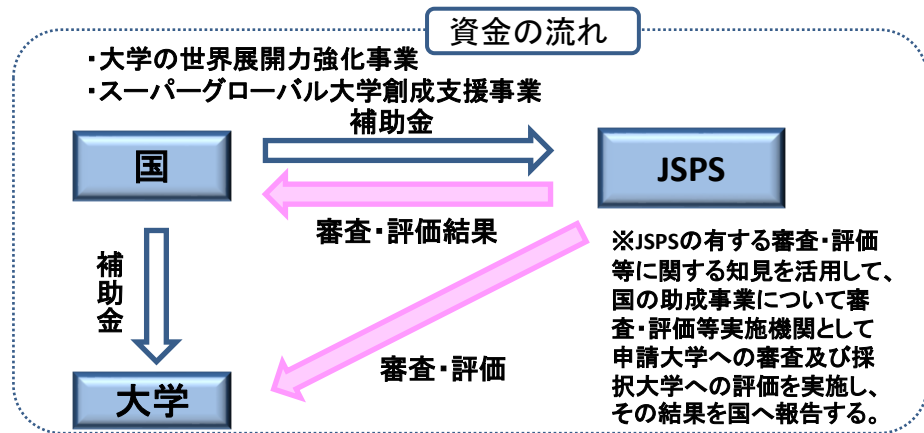 資金の流れ
・大学の世界展開力強化事業
・スーパーグローバル大学創成支援事業
補助金
国
JSPS
審査・評価結果
補助金
※JSPSの有する審査・評価
等に関する知見を活用して、
国の助成事業について審
査・評価等実施機関として
申請大学への審査及び採
択大学への評価を実施し、
その結果を国へ報告する。
審査・評価
大学